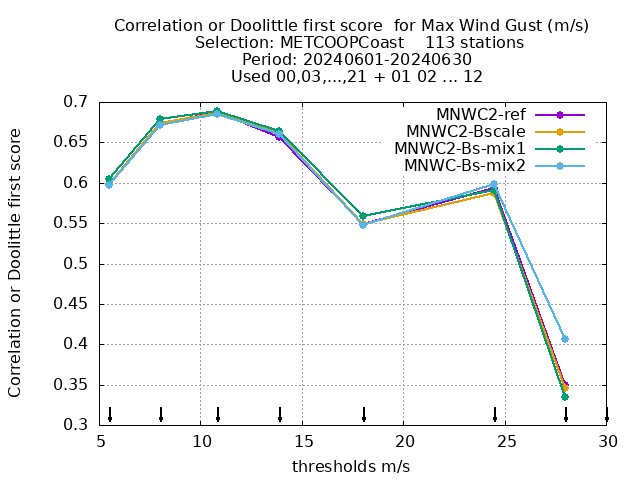 Correlation or Doolittle first score  for Max Wind Gust (m/s)
Selection: METCOOPCoast    113 stations
Period: 20240601-20240630
Used 00,03,...,21 + 01 02 ... 12
Correlation or Doolittle first score
0.7
0.65
0.6
0.55
0.5
0.45
0.4
0.35
0.3
MNWC2-ref
MNWC2-Bscale
MNWC2-Bs-mix1
MNWC-Bs-mix2
5 10 15 20 25 30
thresholds m/s